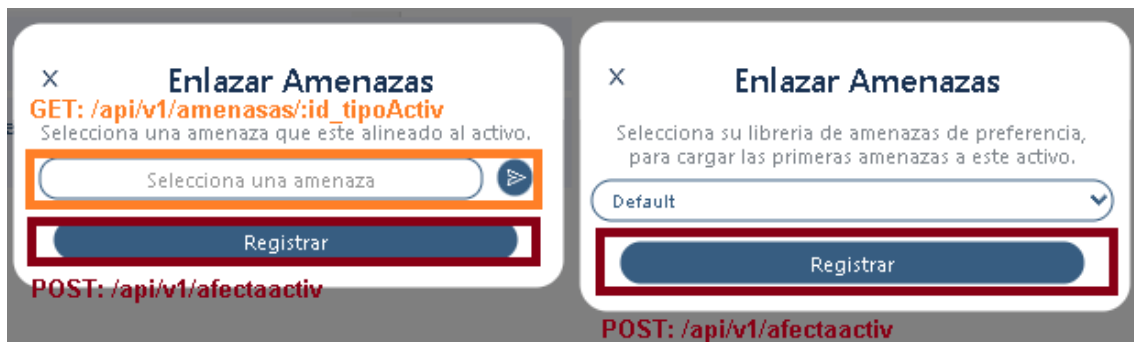 ×
Enlazar Amenazas
GET: /api/v1/amenasas/:id_tipoActiv
Selecciona una amenaza que este alineado al activo.
Selecciona una amenaza
Registrar
POST: /api/v1/afectaactiv
×
Enlazar Amenazas
Selecciona su libreria de amenazas de preferencia,
para cargar las primeras amenazas a este activo.
Default
Registrar
POST: /api/v1/afectaactiv